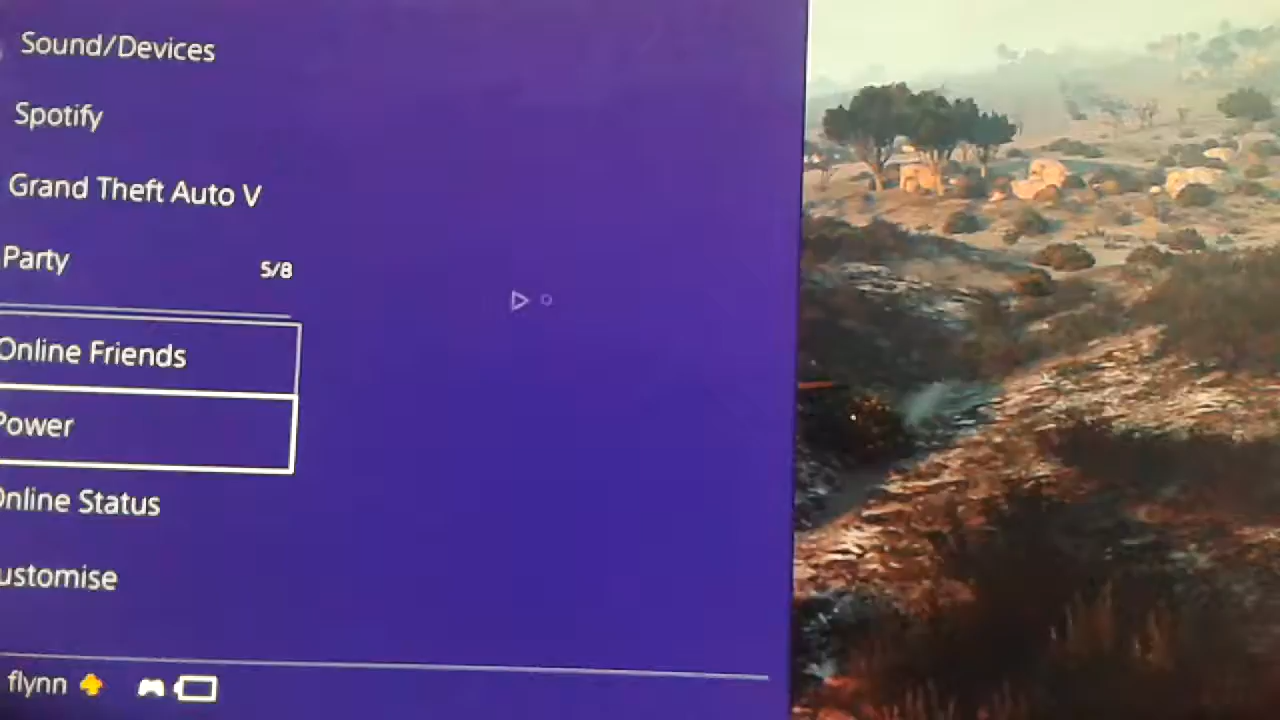 Sound/Devices
Spotify
Grand Theft Auto V
Party 5/8
Online Friends
Power
Online Status
ustomise
flynn